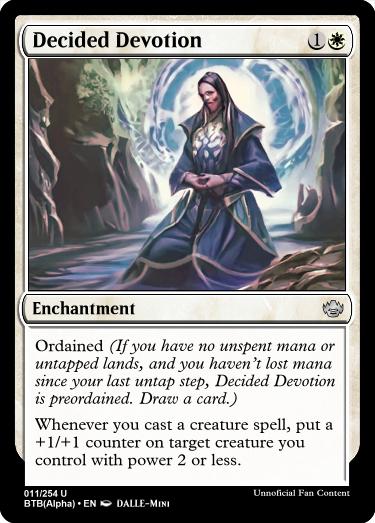 Decided Devotion 1
Enchantment
Ordained (If you have no unspent mana or
untapped lands, and you haven't lost mana
since your last untap step, Decided Devotion
is preordained. Draw a card.)
Whenever you cast a creature spell, put a
+1/+1 counter on target creature you
control with power 2 or less.
011/254 U
BTB(Alpha) • EN DALLE-Mini
Unnoficial Fan Content